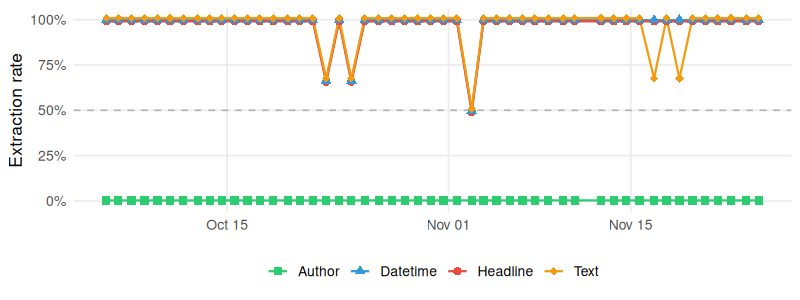 100%
75%
50%
25%
0%
Extraction rate
Oct 15 Nov 01 Nov 15
Author Datetime Headline Text